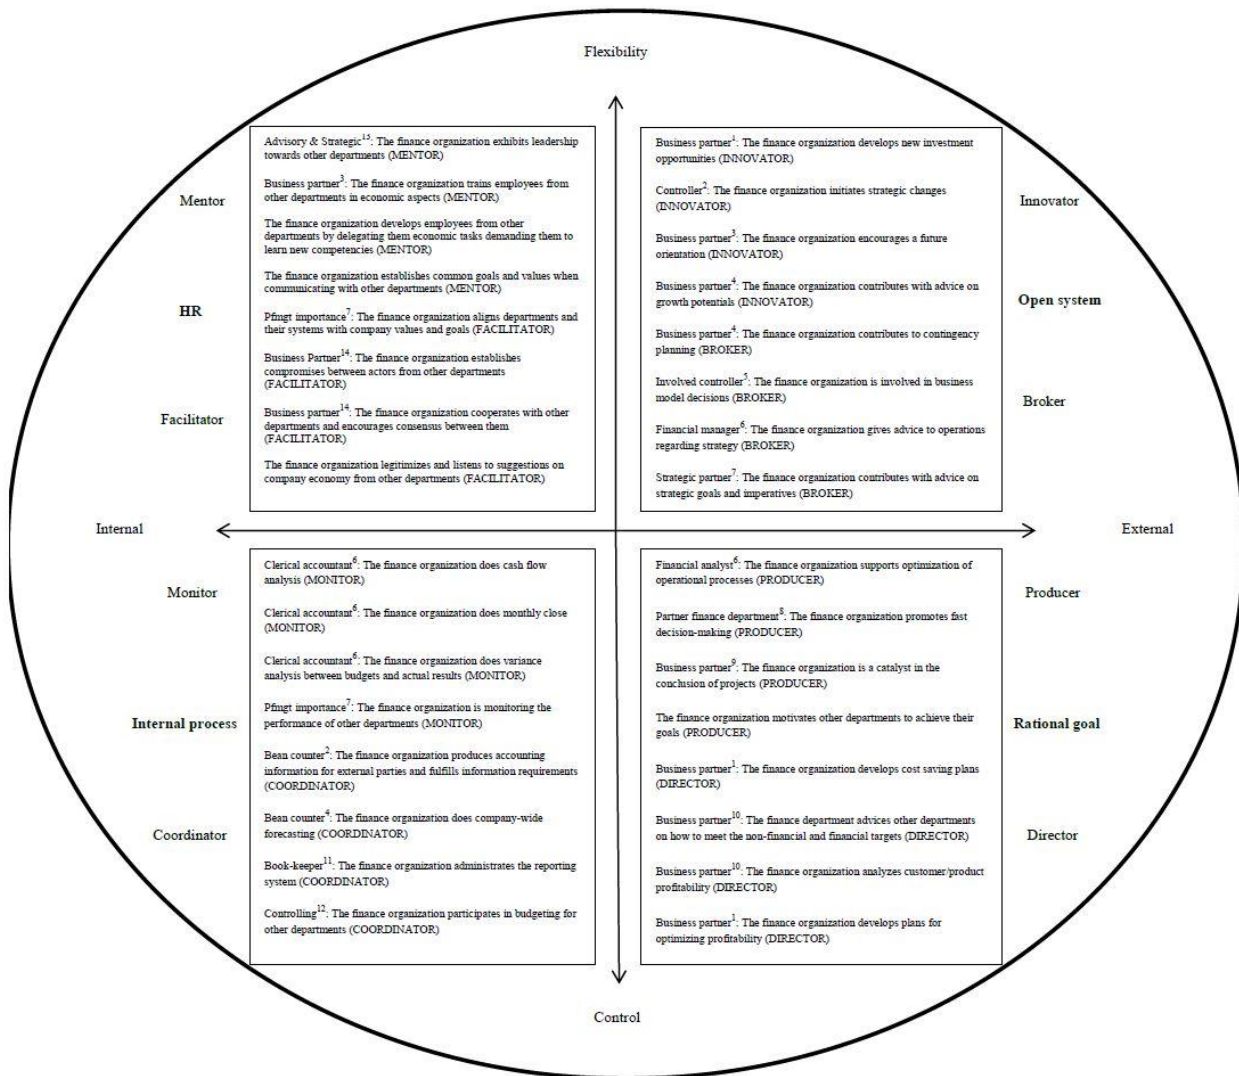 Flexibility
Advisory & Strategic15: The finance organization exhibits leadership
towards other departments (MENTOR)
Business partner3: The finance organization trains employees from
other departments in economic aspects (MENTOR)
The finance organization develops employees from other
departments by delegating them economic tasks demanding them to
learn new competencies (MENTOR)
The finance organization establishes common goals and values when
communicating with other departments (MENTOR)
Pfmgt importance7: The finance organization aligns departments and
their systems with company values and goals (FACILITATOR)
Business Partner14: The finance organization establishes
compromises between actors from other departments
(FACILITATOR)
Business partner14: The finance organization cooperates with other
departments and encourages consensus between them
(FACILITATOR)
The finance organization legitimizes and listens to suggestions on
company economy from other departments (FACILITATOR)
Mentor
HR
Facilitator
Business partner1: The finance organization develops new investment
opportunities (INNOVATOR)
Controller2: The finance organization initiates strategic changes
(INNOVATOR)
Business partner3: The finance organization encourages a future
orientation (INNOVATOR)
Business partner4: The finance organization contributes with advice on
growth potentials (INNOVATOR)
Business partner4: The finance organization contributes to contingency
planning (BROKER)
Involved controller5: The finance organization is involved in business
model decisions (BROKER)
Financial manager6: The finance organization gives advice to operations
regarding strategy (BROKER)
Strategic partner7: The finance organization contributes with advice on
strategic goals and imperatives (BROKER)
Innovator
Open system
Broker
Internal
External
Monitor
Internal process
Coordinator
Clerical accountant6: The finance organization does cash flow
analysis (MONITOR)
Clerical accountant6: The finance organization does monthly close
(MONITOR)
Clerical accountant6: The finance organization does variance
analysis between budgets and actual results (MONITOR)
Pfmgt importance7: The finance organization is monitoring the
performance of other departments (MONITOR)
Bean counter2: The finance organization produces accounting
information for external parties and fulfills information requirements
(COORDINATOR)
Bean counter4: The finance organization does company-wide
forecasting (COORDINATOR)
Book-keeper11: The finance organization administrates the reporting
system (COORDINATOR)
Controlling12: The finance organization participates in budgeting for
other departments (COORDINATOR)
Financial analyst6: The finance organization supports optimization of
operational processes (PRODUCER)
Partner finance department8: The finance organization promotes fast
decision-making (PRODUCER)
Business partner9: The finance organization is a catalyst in the
conclusion of projects (PRODUCER)
The finance organization motivates other departments to achieve their
goals (PRODUCER)
Business partner1: The finance organization develops cost saving plans
(DIRECTOR)
Business partner10: The finance department advices other departments
on how to meet the non-financial and financial targets (DIRECTOR)
Business partner10: The finance organization analyzes customer/product
profitability (DIRECTOR)
Business partner1: The finance organization develops plans for
optimizing profitability (DIRECTOR)
Producer
Rational goal
Director
Control